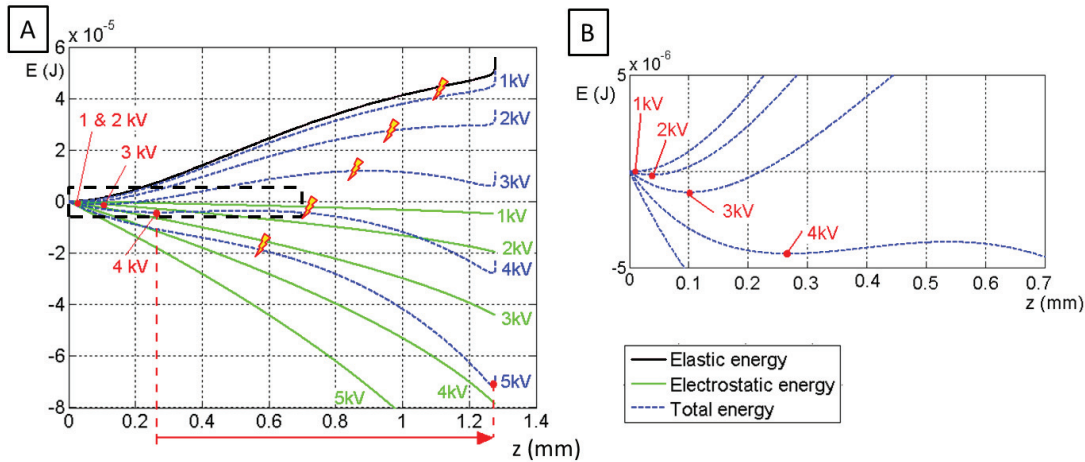 A
x 10⁻⁵
6
E (J)
4
2
0
-2
-4
-6
-8
1 & 2 kV
3 kV
4 kV
1kV
2kV
3kV
1kV
2kV
4kV
3kV
5kV
4kV
5kV
0 0.2 0.4 0.6 0.8 1.0 1.2 1.4
z (mm)
B
x 10⁻⁶
5
E (J)
1kV
2kV
3kV
4kV
-5
0 0.1 0.2 0.3 0.4 0.5 0.6 0.7
z (mm)
Elastic energy
Electrostatic energy
Total energy